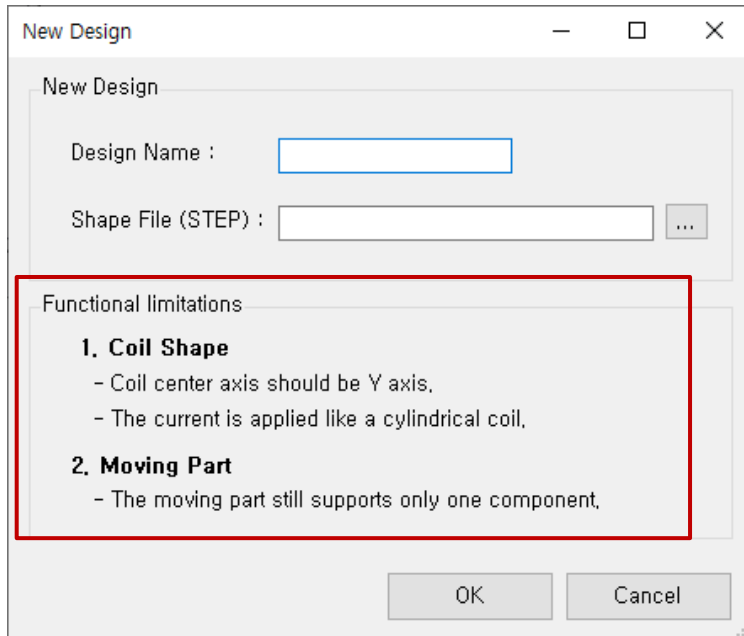 New Design
New Design
Design Name :
Shape File (STEP) :
...
Functional limitations
1. Coil Shape
- Coil center axis should be Y axis.
- The current is applied like a cylindrical coil.
2. Moving Part
- The moving part still supports only one component.
OK
Cancel